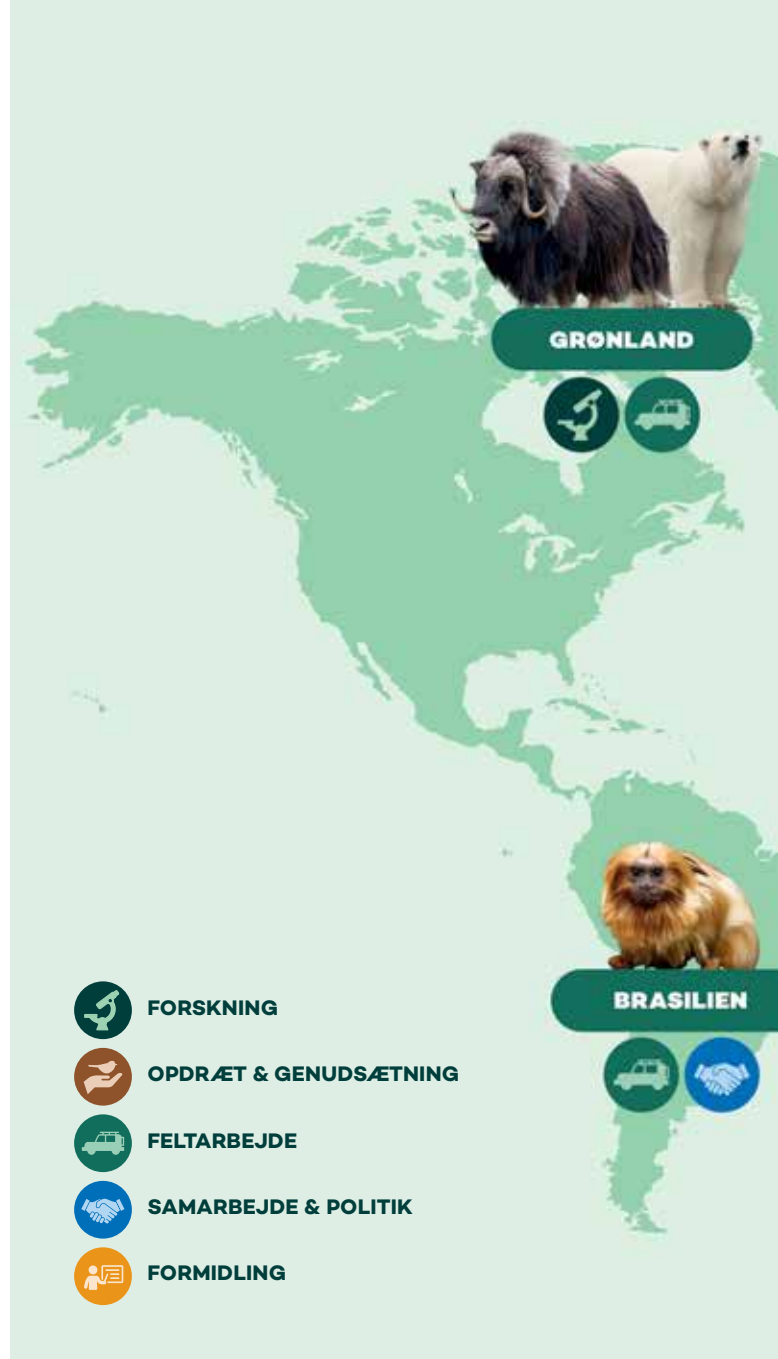 GRØNLAND
BRASILIEN
FORSKNING
OPDRÆT & GENUDSÆTNING
FELTARBEJDE
SAMARBEJDE & POLITIK
FORMIDLING